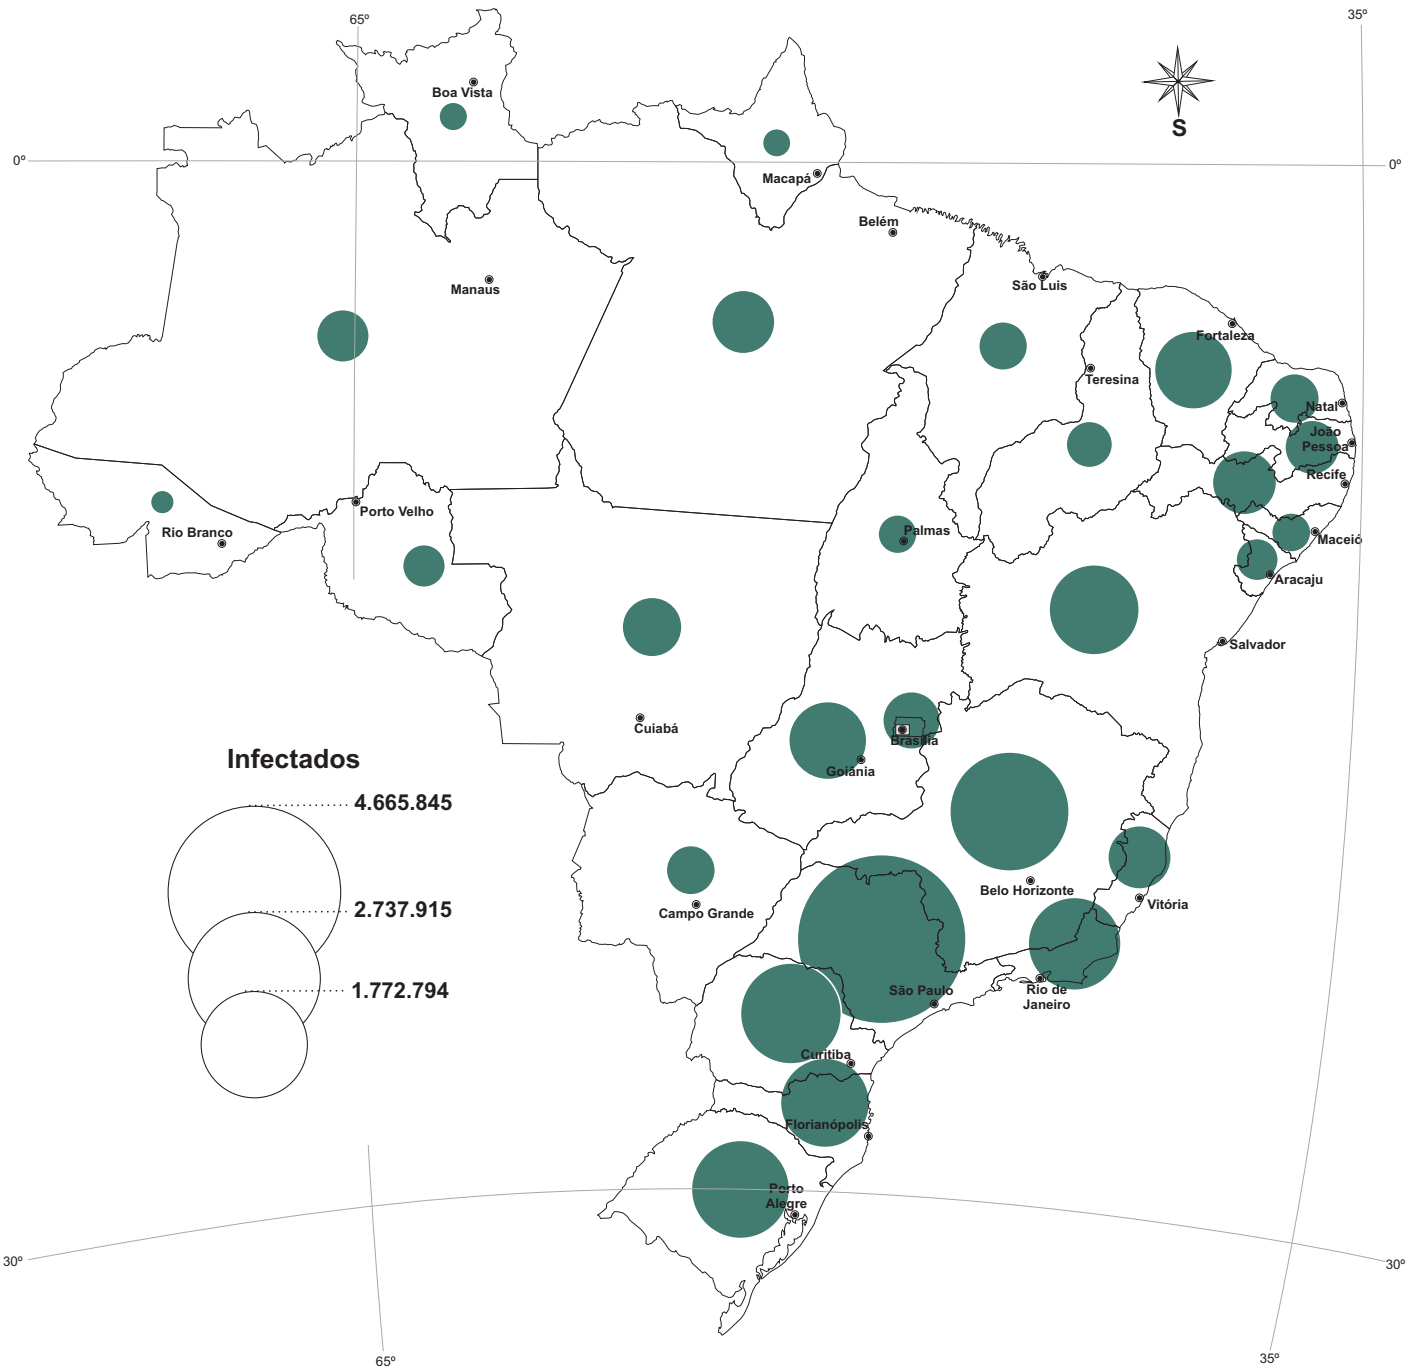 65º
35º
Boa Vista
S
0º
0º
Macapá
Belém
São Luis
Manaus
Fortaleza
Teresina
Natal
João
Pessoa
Recife
Porto Velho
Rio Branco
Palmas
Maceió
Aracaju
Salvador
Cuiabá
Brasília
Goiánia
Infectados
4.665.845
2.737.915
1.772.794
Belo Horizonte
Vitória
Campo Grande
São Paulo
Rio de
Janeiro
Curitiba
Florianópolis
Porto
Alegre
30º
30º
65º
35º